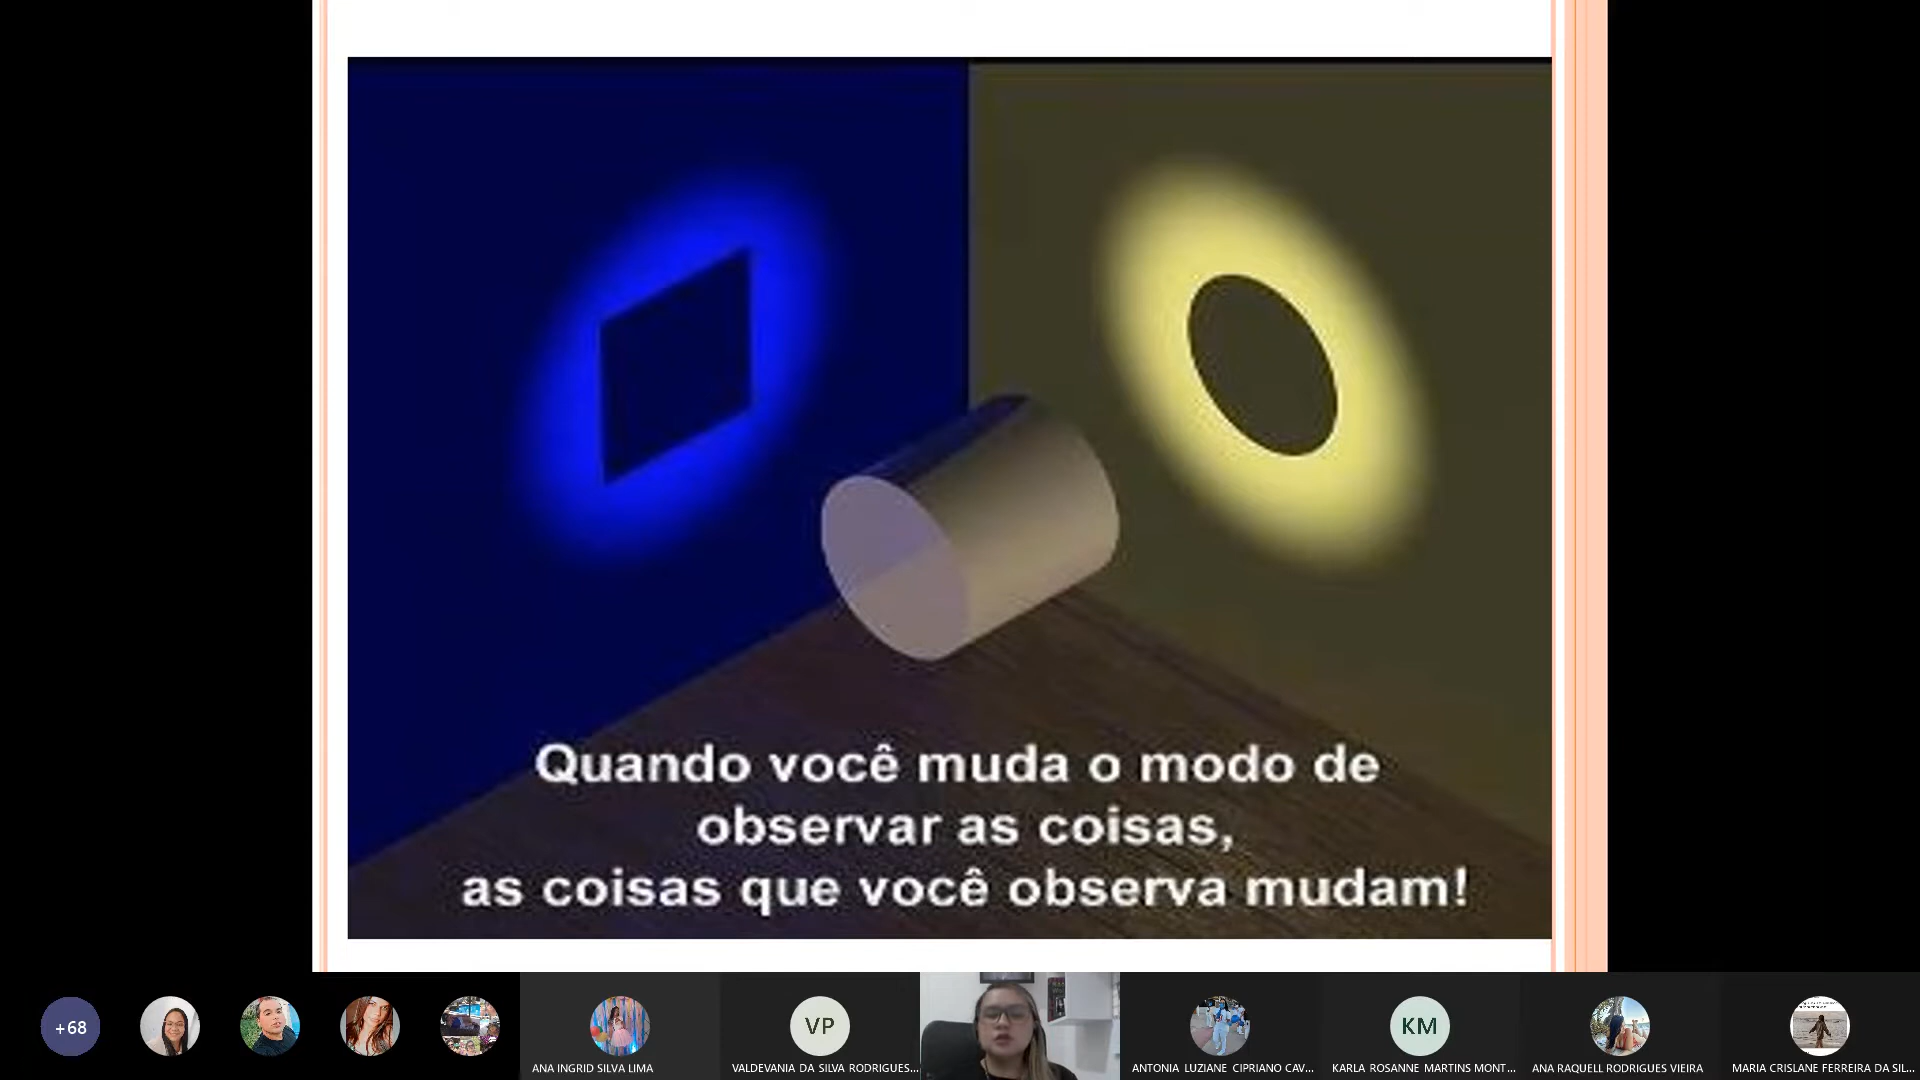 Quando você muda o modo de
observar as coisas,
as coisas que você observa mudam!
+68
ANA INGRID SILVA LIMA
VP
VALDEVANIA DA SILVA RODRIGUES...
ANTONIA LUZIANE CIPRIANO CAV...
KM
KARLA ROSANNE MARTINS MONT...
ANA RAQUELL RODRIGUES VIEIRA
MARIA CRISLANE FERREIRA DA SIL...